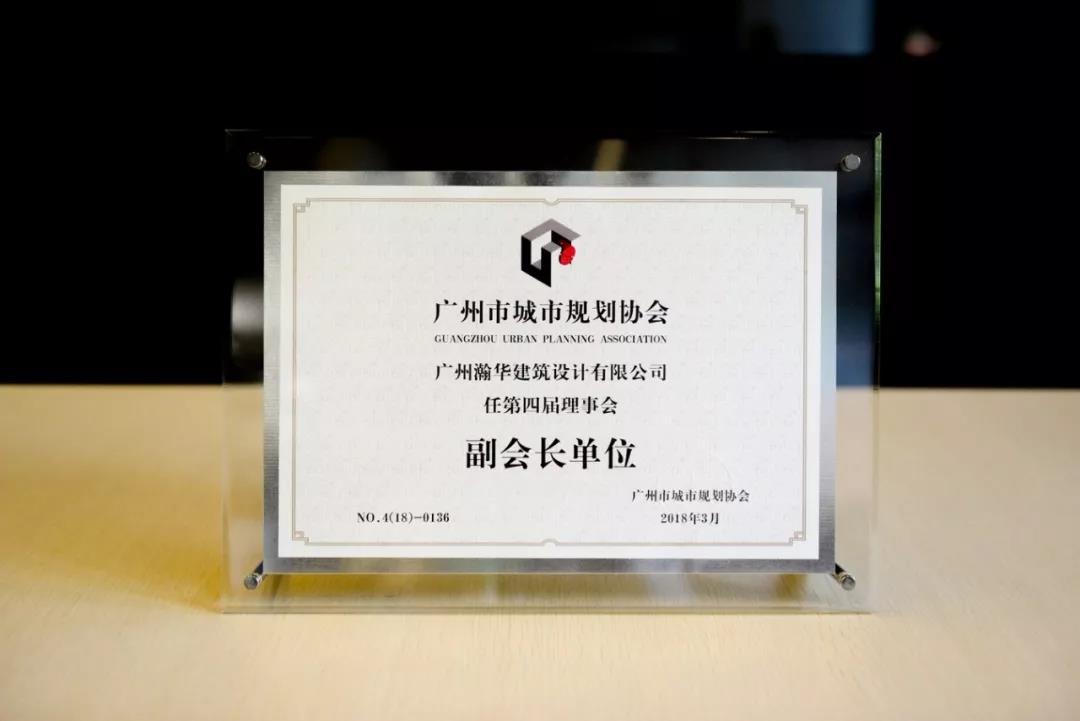 广州市城市规划协会
GUANGZHOU URBAN PLANNING ASSOCIATION
广州瀚华建筑设计有限公司
任第四届理事会
副会长单位
广州市城市规划协会
NO.4(18)-0136
2018年3月